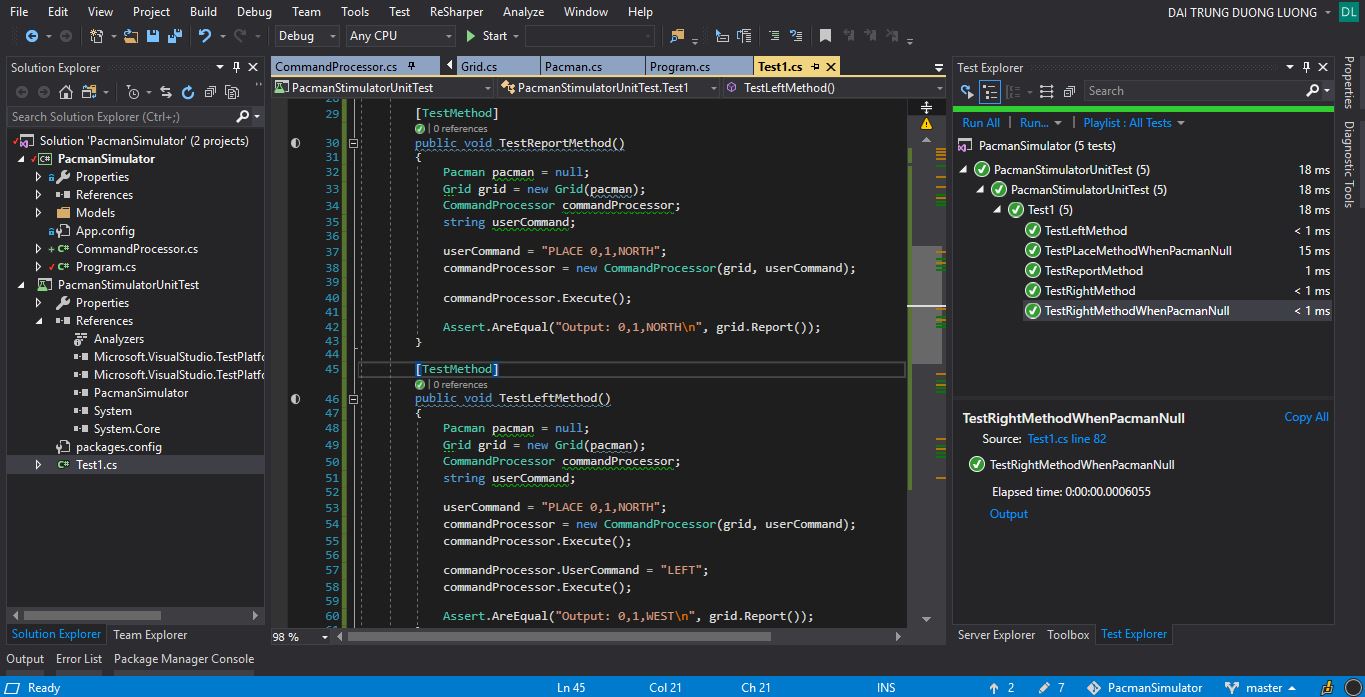 File Edit View Project Build Debug Team Tools Test ReSharper Analyze Window Help
DAI TRUNG DUONG LUONG DL
Debug Any CPU Start
Solution Explorer
Search Solution Explorer (Ctrl+;)
Solution 'PacmanSimulator' (2 projects)
PacmanSimulator
Properties
References
Models
App.config
CommandProcessor.cs
Program.cs
PacmanStimulatorUnitTest
Properties
References
Analyzers
Microsoft.VisualStudio.TestPlatfo
Microsoft.VisualStudio.TestPlatfo
PacmanSimulator
System
System.Core
packages.config
Test1.cs
Solution Explorer Team Explorer
CommandProcessor.cs Grid.cs Pacman.cs Program.cs Test1.cs
PacmanStimulatorUnitTest PacmanStimulatorUnitTest.Test1 TestLeftMethod()
28
29 [TestMethod]
0 references
30 public void TestReportMethod()
31 {
32 Pacman pacman = null;
33 Grid grid = new Grid(pacman);
34 CommandProcessor commandProcessor;
35 string userCommand;
36
37 userCommand = "PLACE 0,1,NORTH";
38 commandProcessor = new CommandProcessor(grid, userCommand);
39
40 commandProcessor.Execute();
41
42 Assert.AreEqual("Output: 0,1,NORTH\n", grid.Report());
43 }
44
45 [TestMethod]
0 references
46 public void TestLeftMethod()
47 {
48 Pacman pacman = null;
49 Grid grid = new Grid(pacman);
50 CommandProcessor commandProcessor;
51 string userCommand;
52
53 userCommand = "PLACE 0,1,NORTH";
54 commandProcessor = new CommandProcessor(grid, userCommand);
55 commandProcessor.Execute();
56
57 commandProcessor.UserCommand = "LEFT";
58 commandProcessor.Execute();
59
60 Assert.AreEqual("Output: 0,1,WEST\n", grid.Report());
61
98 %
Test Explorer
Search
Run All | Run... | Playlist : All Tests
PacmanSimulator (5 tests)
PacmanStimulatorUnitTest (5) 18 ms
PacmanStimulatorUnitTest (5) 18 ms
Test1 (5) 18 ms
TestLeftMethod < 1 ms
TestPLaceMethodWhenPacmanNull 15 ms
TestReportMethod 1 ms
TestRightMethod < 1 ms
TestRightMethodWhenPacmanNull < 1 ms
TestRightMethodWhenPacmanNull Copy All
Source: Test1.cs line 82
TestRightMethodWhenPacmanNull
Elapsed time: 0:00:00.0006055
Output
Server Explorer Toolbox Test Explorer
Properties
Diagnostic Tools
Output Error List Package Manager Console
Ready Ln 45 Col 21 Ch 21 INS 2 7 PacmanSimulator master